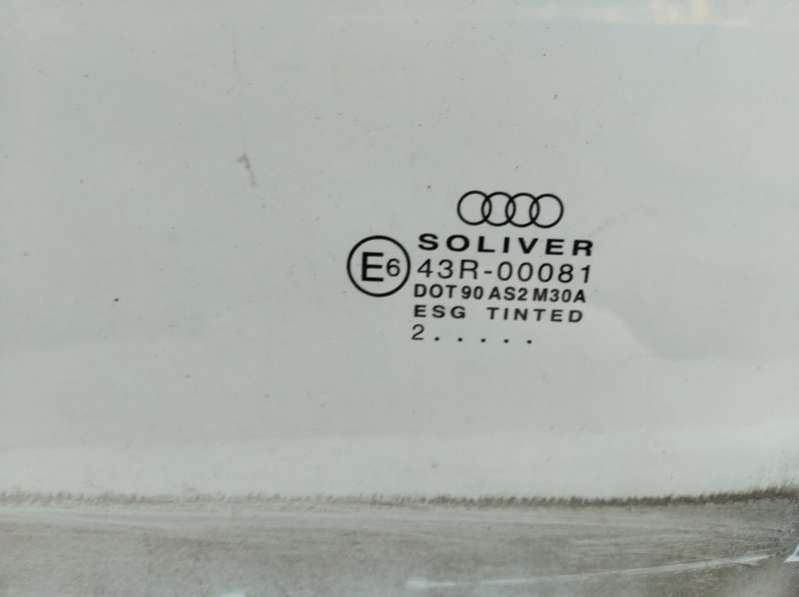 SOLIVER
E6 43R-00081
DOT 90 AS2 M30A
ESG TINTED
2.....